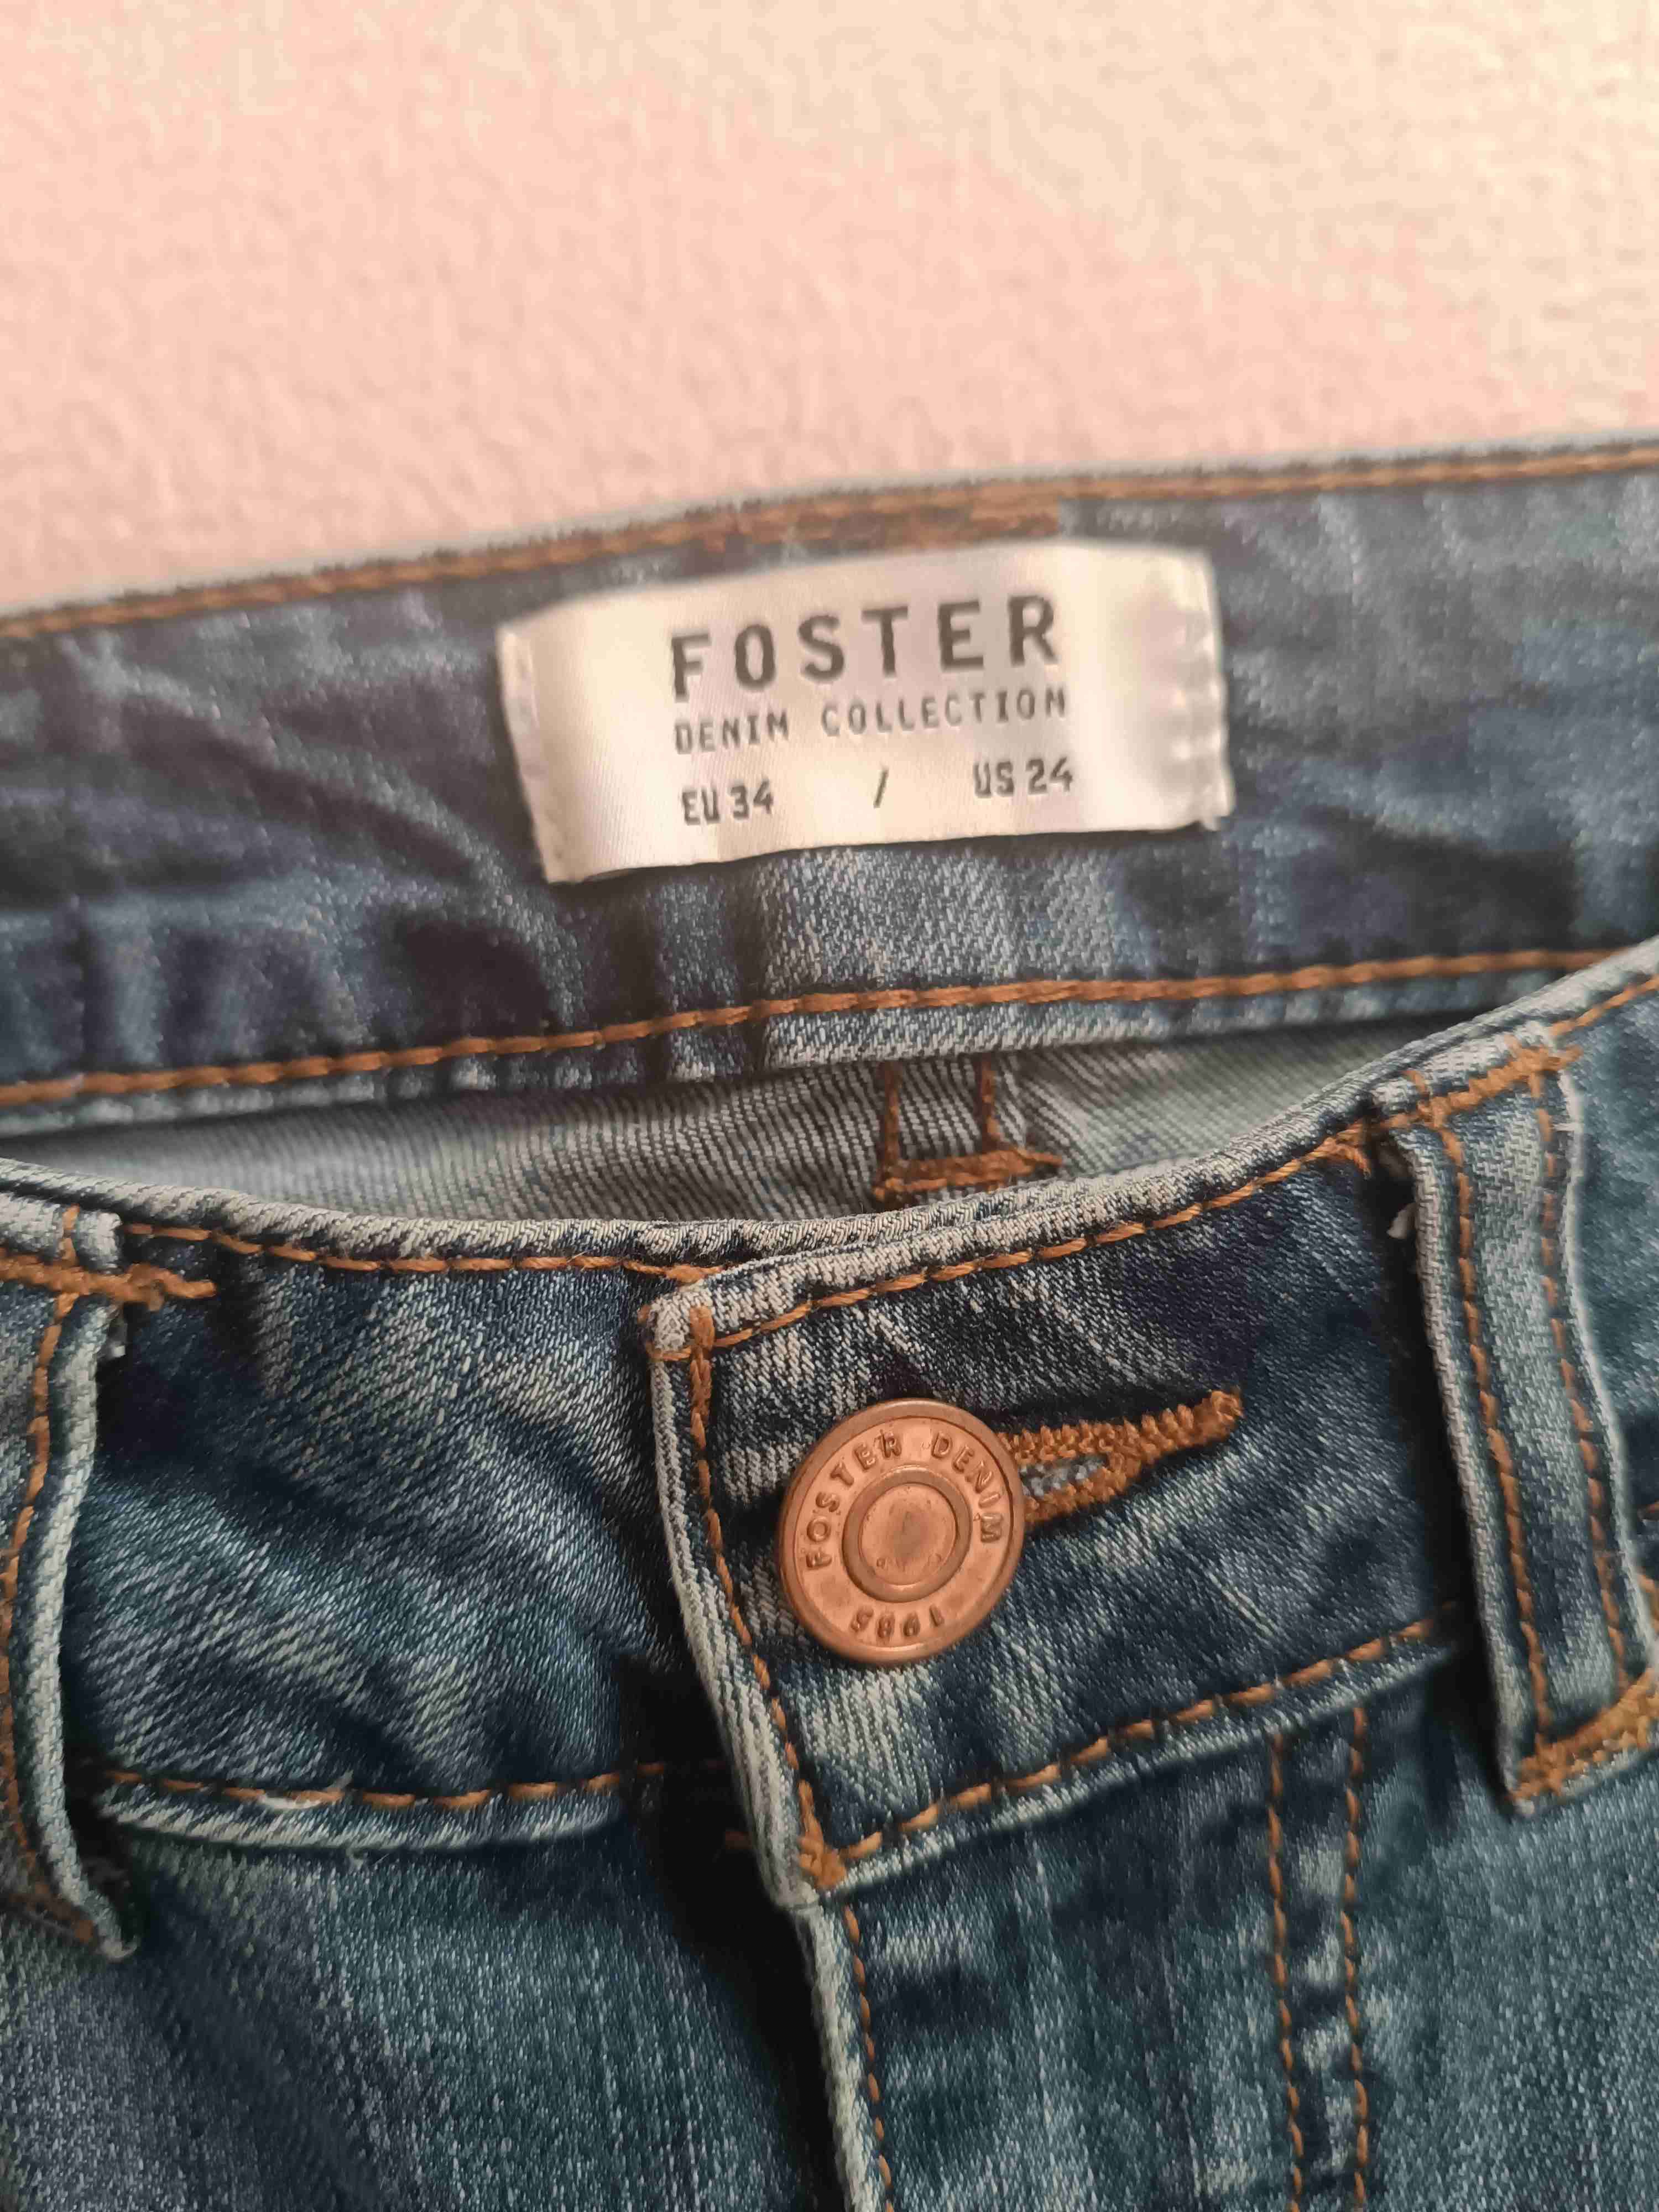 FOSTER
DENIM COLLECTION
EU 34 / US 24
FOSTER DENIM
1985